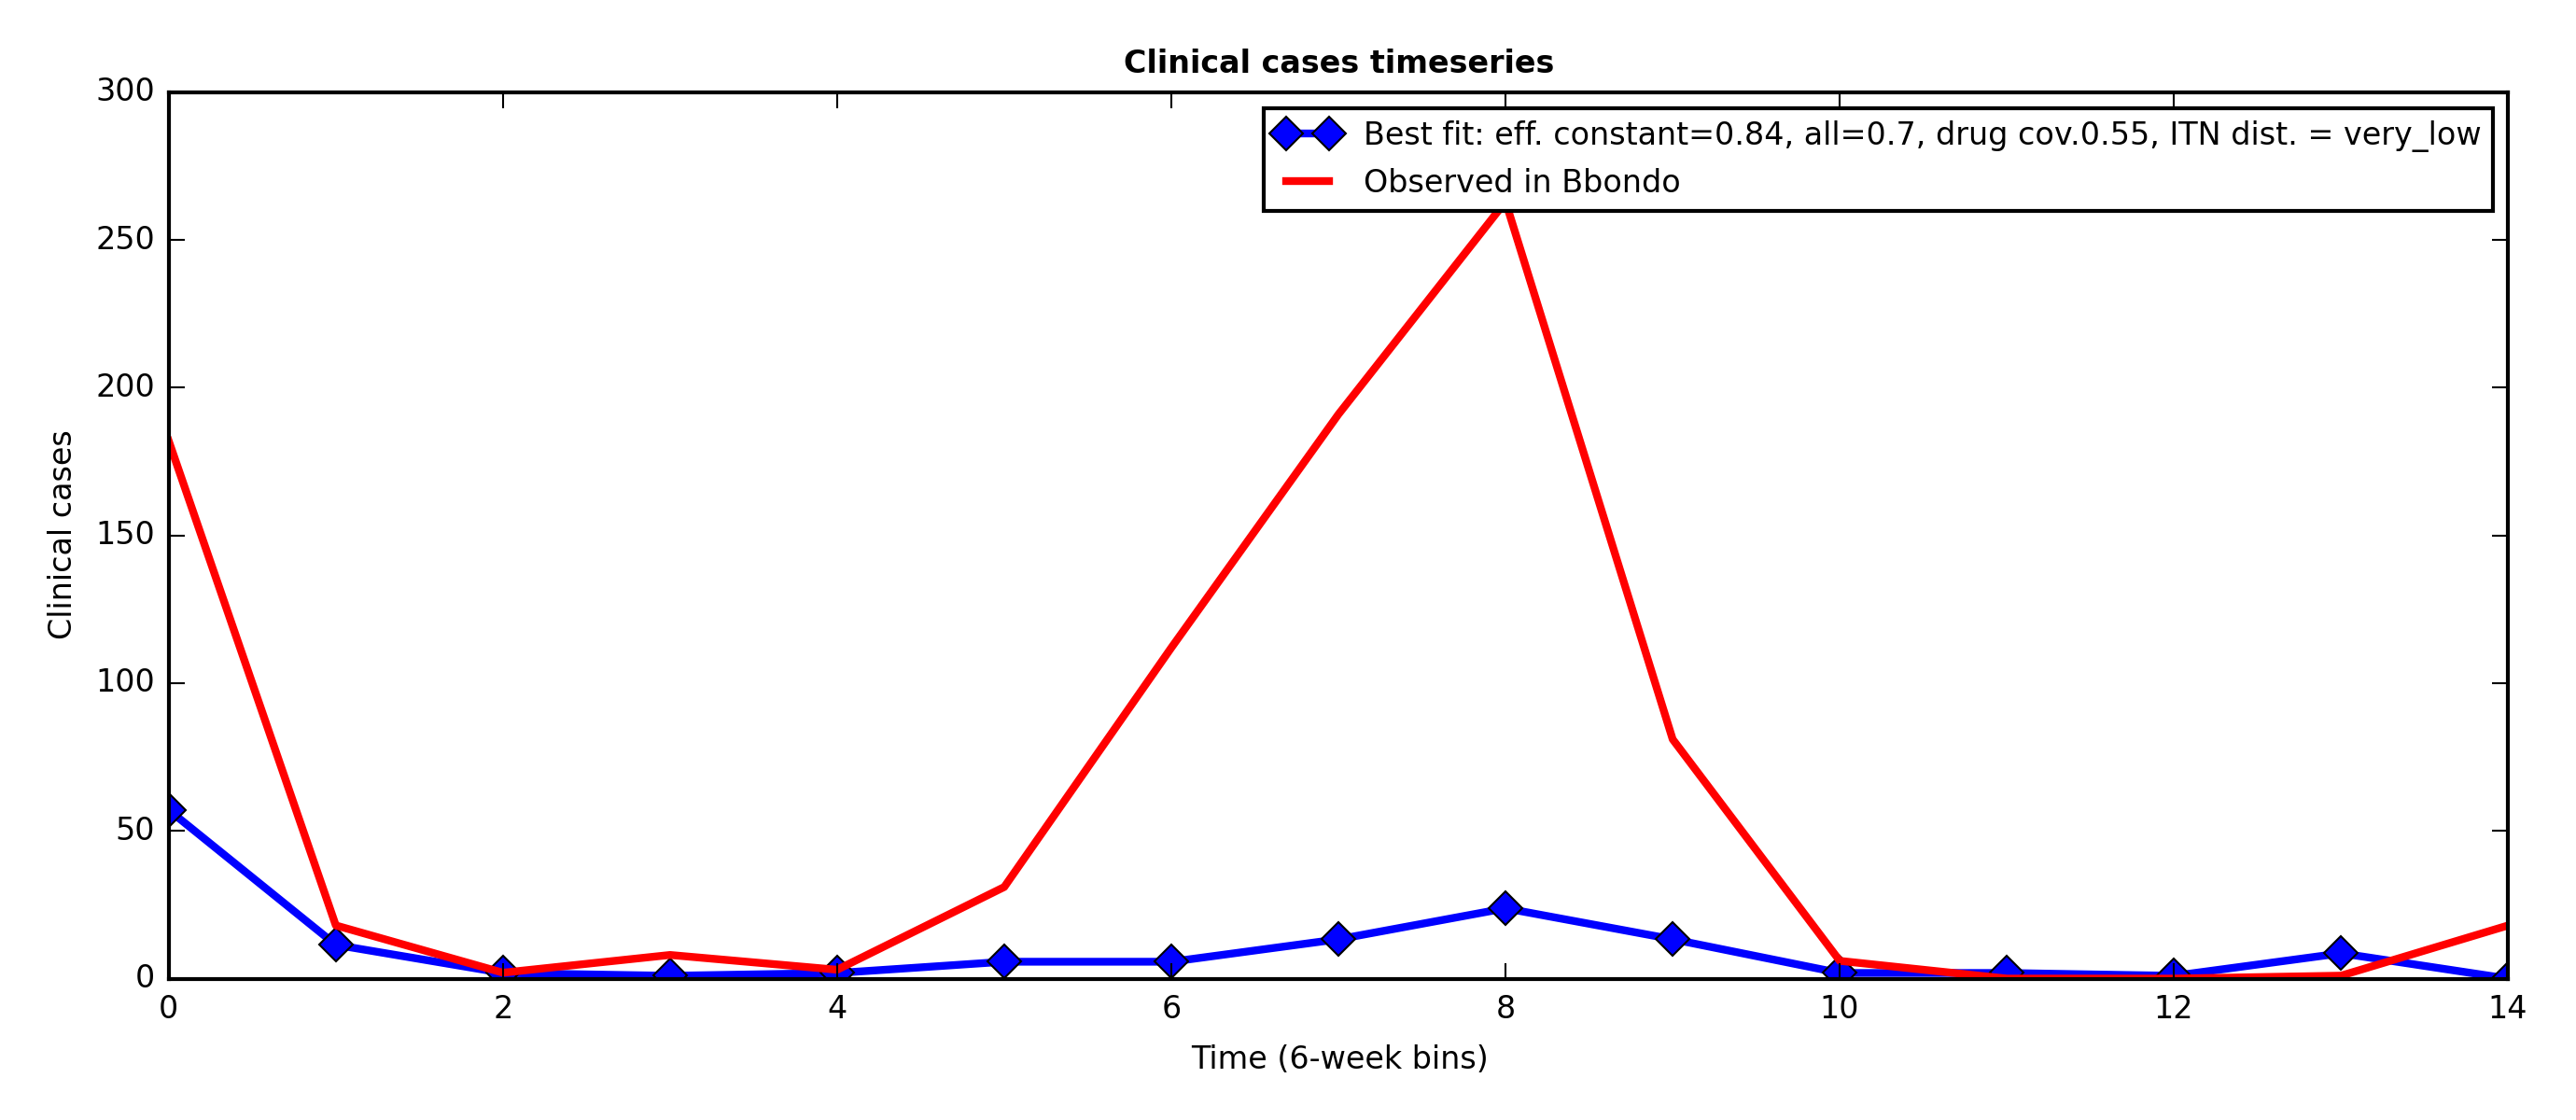 Clinical cases timeseries
300
250
200
150
100
50
0
Clinical cases
Best fit: eff. constant=0.84, all=0.7, drug cov.0.55, ITN dist. = very_low
Observed in Bbondo
0 2 4 6 8 10 12 14
Time (6-week bins)